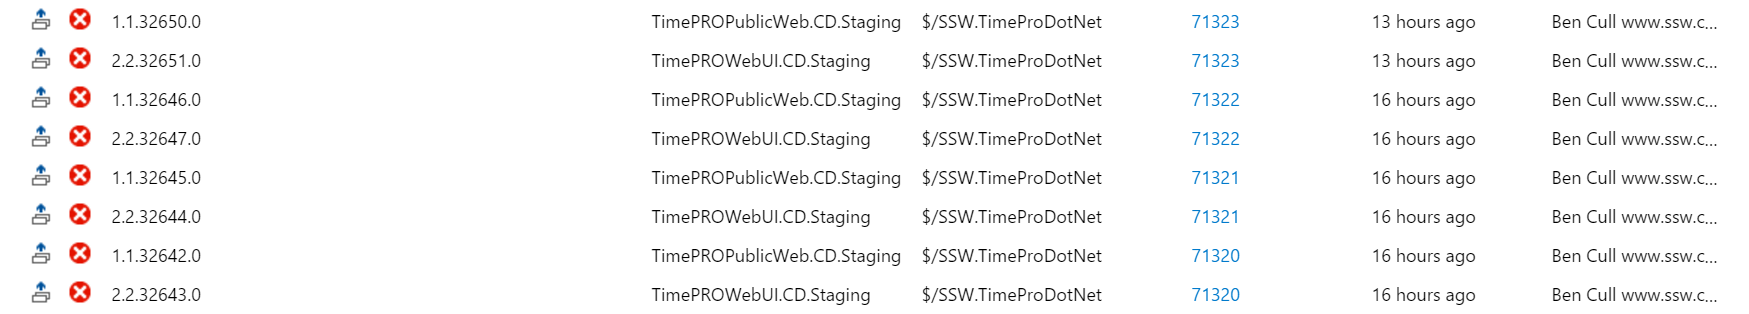 1.1.32650.0 TimePROPublicWeb.CD.Staging $/SSW.TimeProDotNet 71323 13 hours ago Ben Cull www.ssw.c...
2.2.32651.0 TimePROWebUI.CD.Staging $/SSW.TimeProDotNet 71323 13 hours ago Ben Cull www.ssw.c...
1.1.32646.0 TimePROPublicWeb.CD.Staging $/SSW.TimeProDotNet 71322 16 hours ago Ben Cull www.ssw.c...
2.2.32647.0 TimePROWebUI.CD.Staging $/SSW.TimeProDotNet 71322 16 hours ago Ben Cull www.ssw.c...
1.1.32645.0 TimePROPublicWeb.CD.Staging $/SSW.TimeProDotNet 71321 16 hours ago Ben Cull www.ssw.c...
2.2.32644.0 TimePROWebUI.CD.Staging $/SSW.TimeProDotNet 71321 16 hours ago Ben Cull www.ssw.c...
1.1.32642.0 TimePROPublicWeb.CD.Staging $/SSW.TimeProDotNet 71320 16 hours ago Ben Cull www.ssw.c...
2.2.32643.0 TimePROWebUI.CD.Staging $/SSW.TimeProDotNet 71320 16 hours ago Ben Cull www.ssw.c...